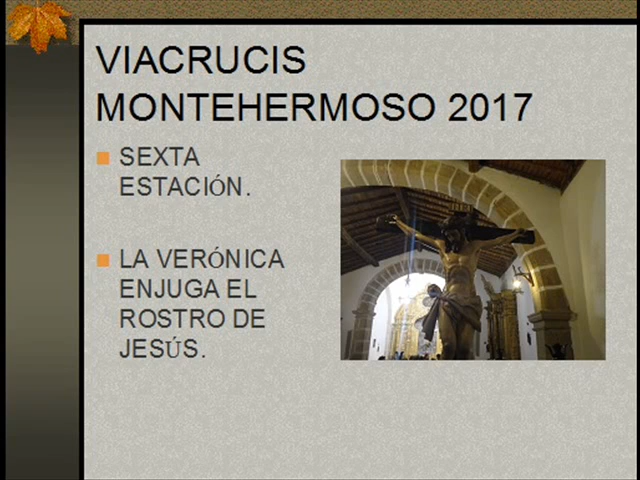 VIACRUCIS
MONTEHERMOSO 2017
SEXTA
ESTACIÓN.
LA VERÓNICA
ENJUGA EL
ROSTRO DE
JESÚS.